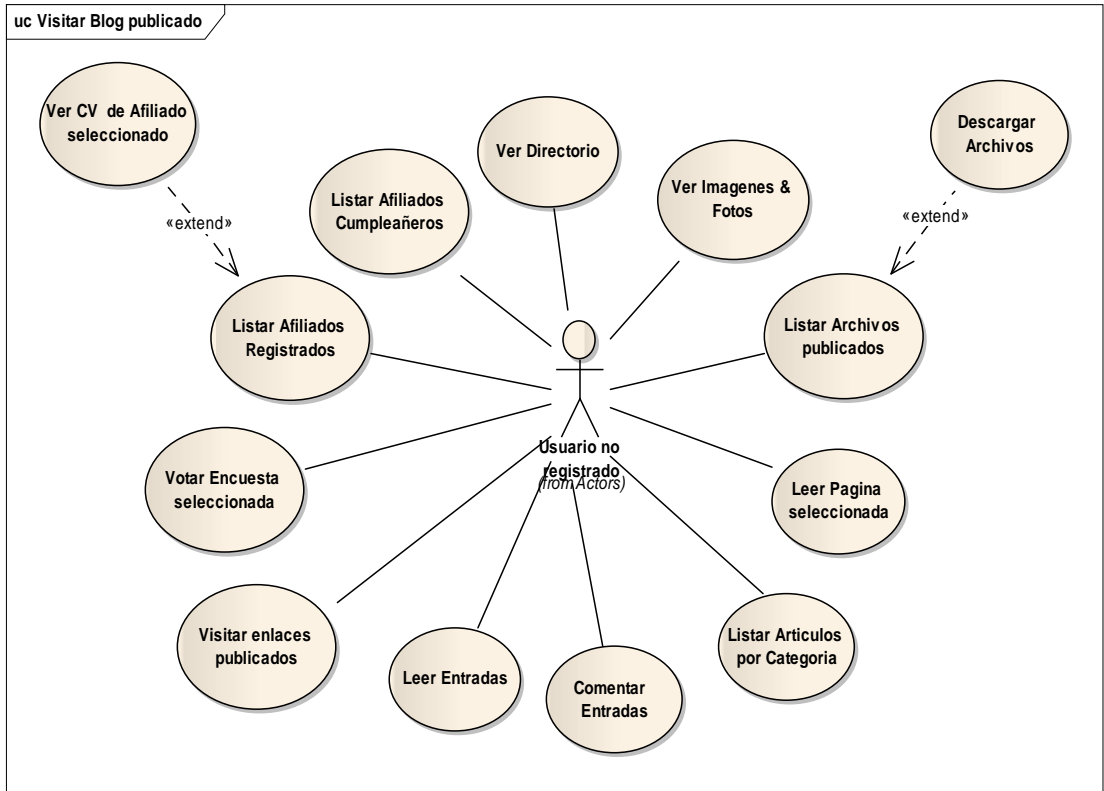 uc Visitar Blog publicado
Ver CV de Afiliado
seleccionado
Descargar
Archivos
Ver Directorio
Ver Imagenes &
Fotos
Listar Afiliados
Cumpleañeros
«extend»
«extend»
Listar Afiliados
Registrados
Listar Archivos
publicados
Usuario no
registrado
(from Actors)
Votar Encuesta
seleccionada
Leer Pagina
seleccionada
Visitar enlaces
publicados
Listar Articulos
por Categoria
Leer Entradas
Comentar
Entradas